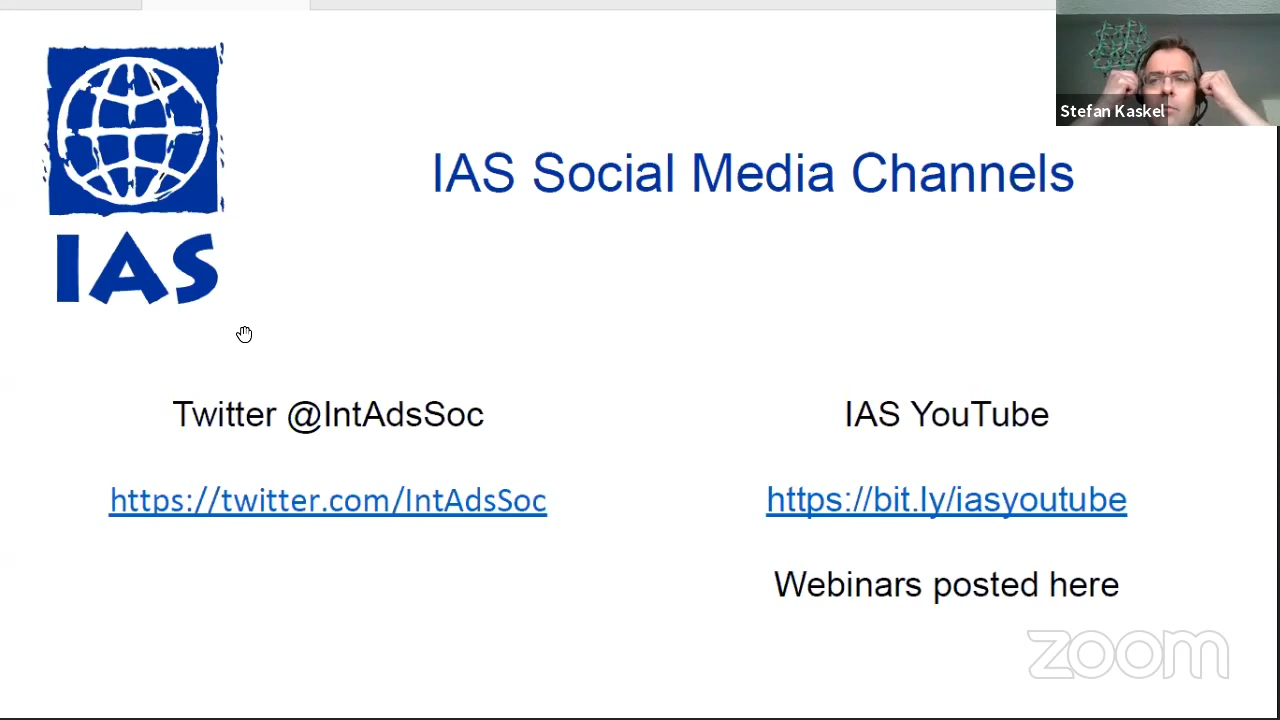 IAS
IAS Social Media Channels
Stefan Kaskel
Twitter @IntAdsSoc
https://twitter.com/IntAdsSoc
IAS YouTube
https://bit.ly/iasyoutube
Webinars posted here
zoom